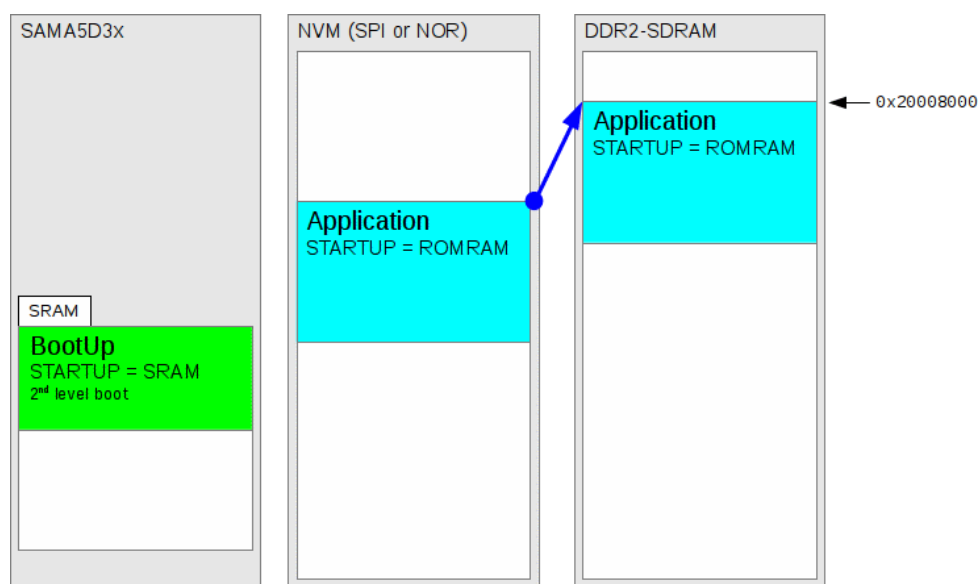 SAMA5D3x
SRAM
BootUp
STARTUP = SRAM
2nd level boot
NVM (SPI or NOR)
Application
STARTUP = ROMRAM
DDR2-SDRAM
Application
STARTUP = ROMRAM
0x20008000